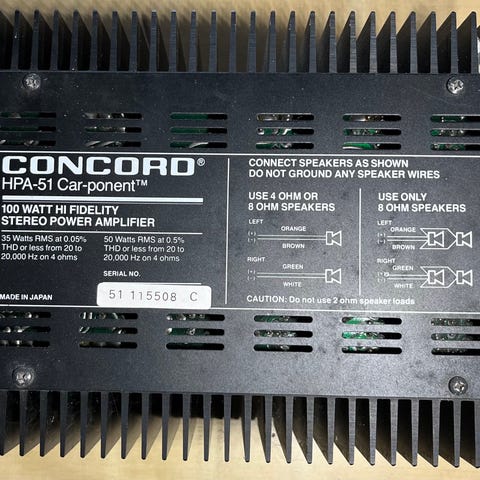 CONCORD®
HPA-51 Car-ponent™
100 WATT HI FIDELITY
STEREO POWER AMPLIFIER
35 Watts RMS at 0.05%
THD or less from 20 to
20,000 Hz on 4 ohms
50 Watts RMS at 0.5%
THD or less from 20 to
20,000 Hz on 4 ohms
SERIAL NO.
MADE IN JAPAN
51 115508 C
CONNECT SPEAKERS AS SHOWN
DO NOT GROUND ANY SPEAKER WIRES
USE 4 OHM OR
8 OHM SPEAKERS
LEFT
(+) ORANGE
(-) BROWN
RIGHT
(+) GREEN
(-) WHITE
USE ONLY
8 OHM SPEAKERS
LEFT
(+) ORANGE
(-) BROWN
RIGHT
(+) GREEN
(-) WHITE
CAUTION: Do not use 2 ohm speaker loads